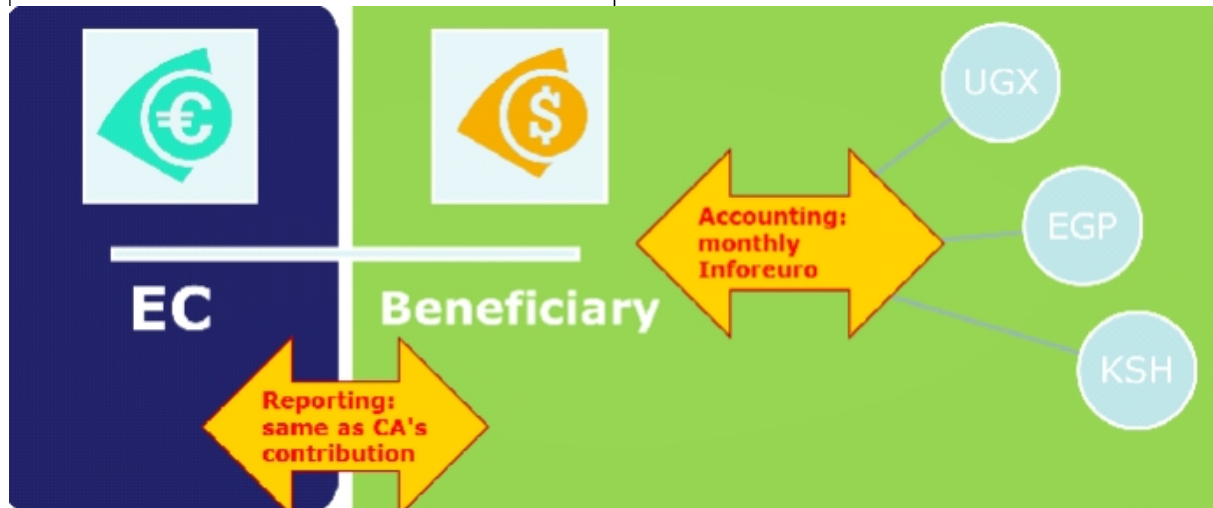 €
$
UGX
EGP
KSH
Accounting:
monthly
Inforeuro
EC
Beneficiary
Reporting:
same as CA's
contribution